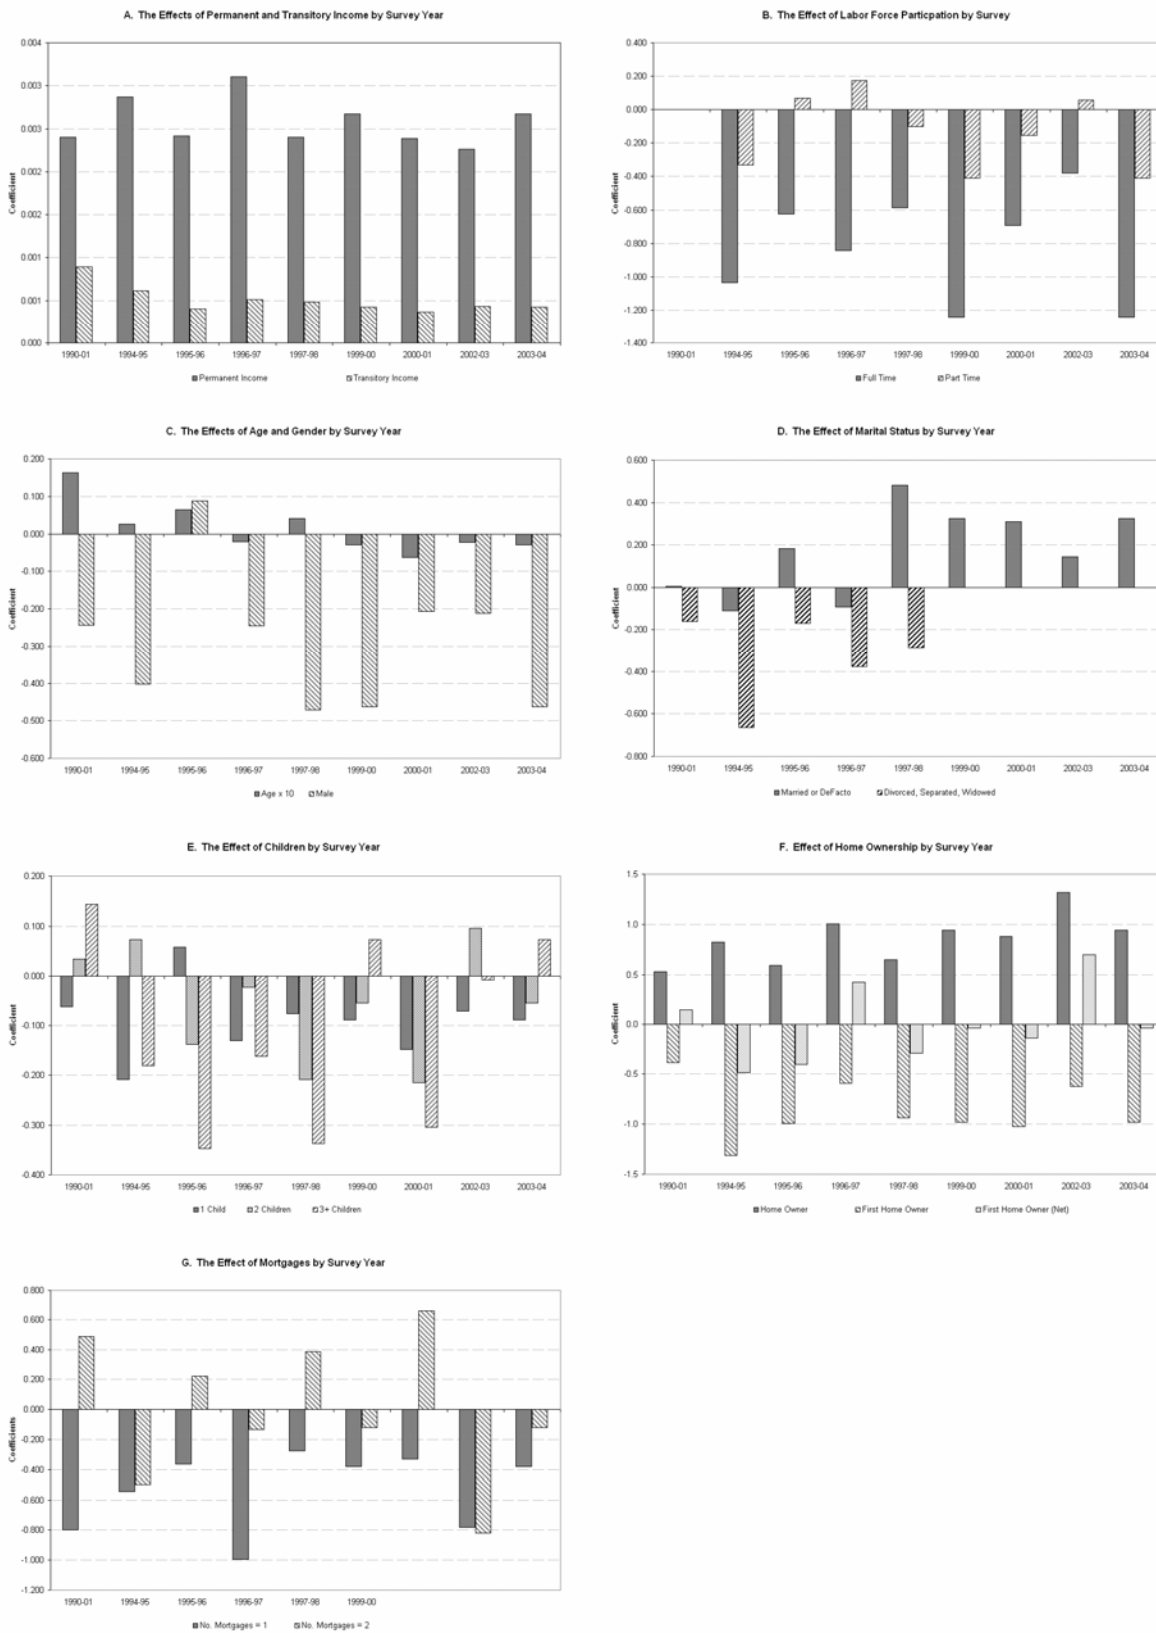 A. The Effects of Permanent and Transitory Income by Survey Year
0.004
0.003
0.003
0.002
0.002
0.001
0.001
0.000
Coefficient
1990-01 1994-95 1995-96 1996-97 1997-98 1999-00 2000-01 2002-03 2003-04
Permanent Income Transitory Income
B. The Effect of Labor Force Particpation by Survey
0.400
0.200
0.000
-0.200
-0.400
-0.600
-0.800
-1.000
-1.200
-1.400
Coefficient
1990-01 1994-95 1995-96 1996-97 1997-98 1999-00 2000-01 2002-03 2003-04
Full Time Part Time
C. The Effects of Age and Gender by Survey Year
0.200
0.100
0.000
-0.100
-0.200
-0.300
-0.400
-0.500
-0.600
Coefficient
1990-01 1994-95 1995-96 1996-97 1997-98 1999-00 2000-01 2002-03 2003-04
Age x 10 Male
D. The Effect of Marital Status by Survey Year
0.600
0.400
0.200
0.000
-0.200
-0.400
-0.600
-0.800
Coefficient
1990-01 1994-95 1995-96 1996-97 1997-98 1999-00 2000-01 2002-03 2003-04
Married or DeFacto Divorced, Separated, Widowed
E. The Effect of Children by Survey Year
0.200
0.100
0.000
-0.100
-0.200
-0.300
-0.400
Coefficient
1990-01 1994-95 1995-96 1996-97 1997-98 1999-00 2000-01 2002-03 2003-04
1 Child 2 Children 3+ Children
F. Effect of Home Ownership by Survey Year
1.5
1.0
0.5
0.0
-0.5
-1.0
-1.5
Coefficient
1990-01 1994-95 1995-96 1996-97 1997-98 1999-00 2000-01 2002-03 2003-04
Home Owner First Home Owner First Home Owner (Net)
G. The Effect of Mortgages by Survey Year
0.800
0.600
0.400
0.200
0.000
-0.200
-0.400
-0.600
-0.800
-1.000
-1.200
Coefficients
1990-01 1994-95 1995-96 1996-97 1997-98 1999-00
No. Mortgages = 1 No. Mortgages = 2